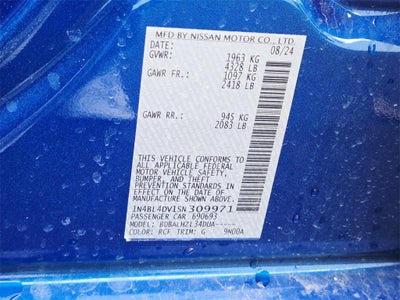 MFD BY NISSAN MOTOR CO., LTD.
DATE: 08/24
GVWR: 1963 KG
4328 LB
GAWR FR.: 1097 KG
2418 LB
GAWR RR.: 945 KG
2083 LB
THIS VEHICLE CONFORMS TO
ALL APPLICABLE FEDERAL
MOTOR VEHICLE SAFETY,
BUMPER, AND THEFT
PREVENTION STANDARDS IN
EFFECT ON THE DATE OF
MANUFACTURE SHOWN ABOVE.
1N4BL4DV1SN309971
PASSENGER CAR 690693
MODEL: BDBALHZL34DUA-----
COLOR: RCF TRIM: G 9N00A